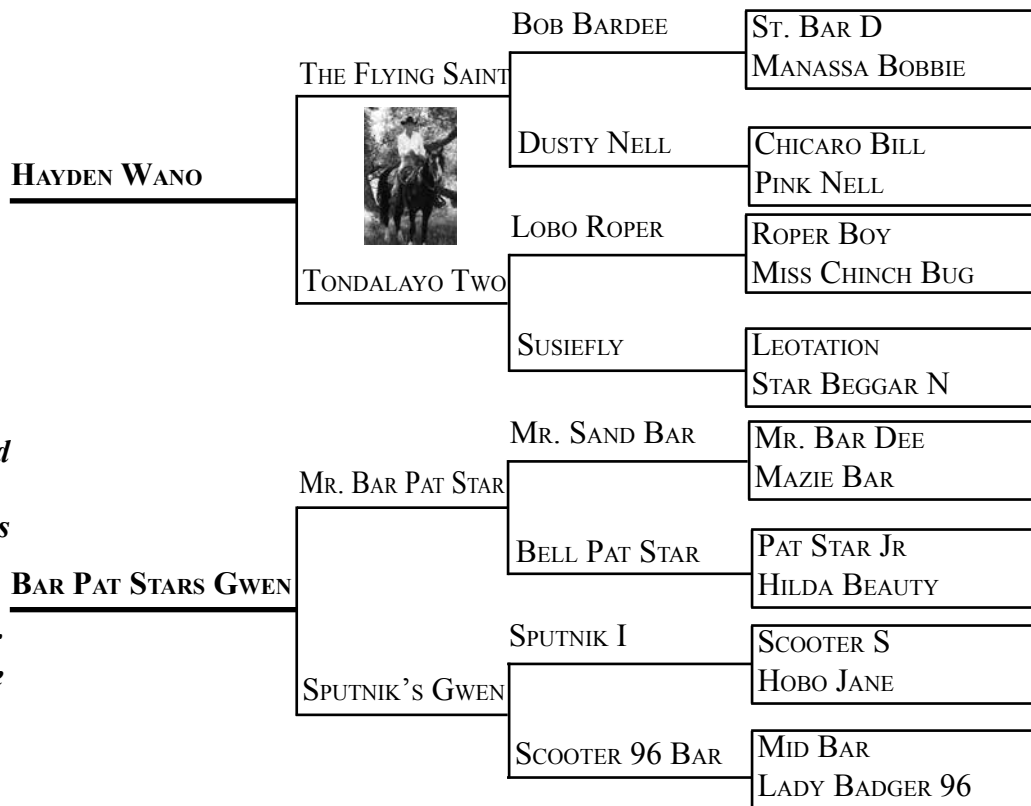 Bob Bardee
St. Bar D
Manassa Bobbie
The Flying Saint
Dusty Nell
Chicaro Bill
Pink Nell
Hayden Wano
Lobo Roper
Roper Boy
Miss Chinch Bug
Tondalayo Two
Susiefly
Leotation
Star Beggar N
d
Mr. Sand Bar
Mr. Bar Dee
Mazie Bar
Mr. Bar Pat Star
s
Bell Pat Star
Pat Star Jr
Hilda Beauty
Bar Pat Stars Gwen
Sputnik I
Scooter S
Hobo Jane
Sputnik’s Gwen
Scooter 96 Bar
Mid Bar
Lady Badger 96